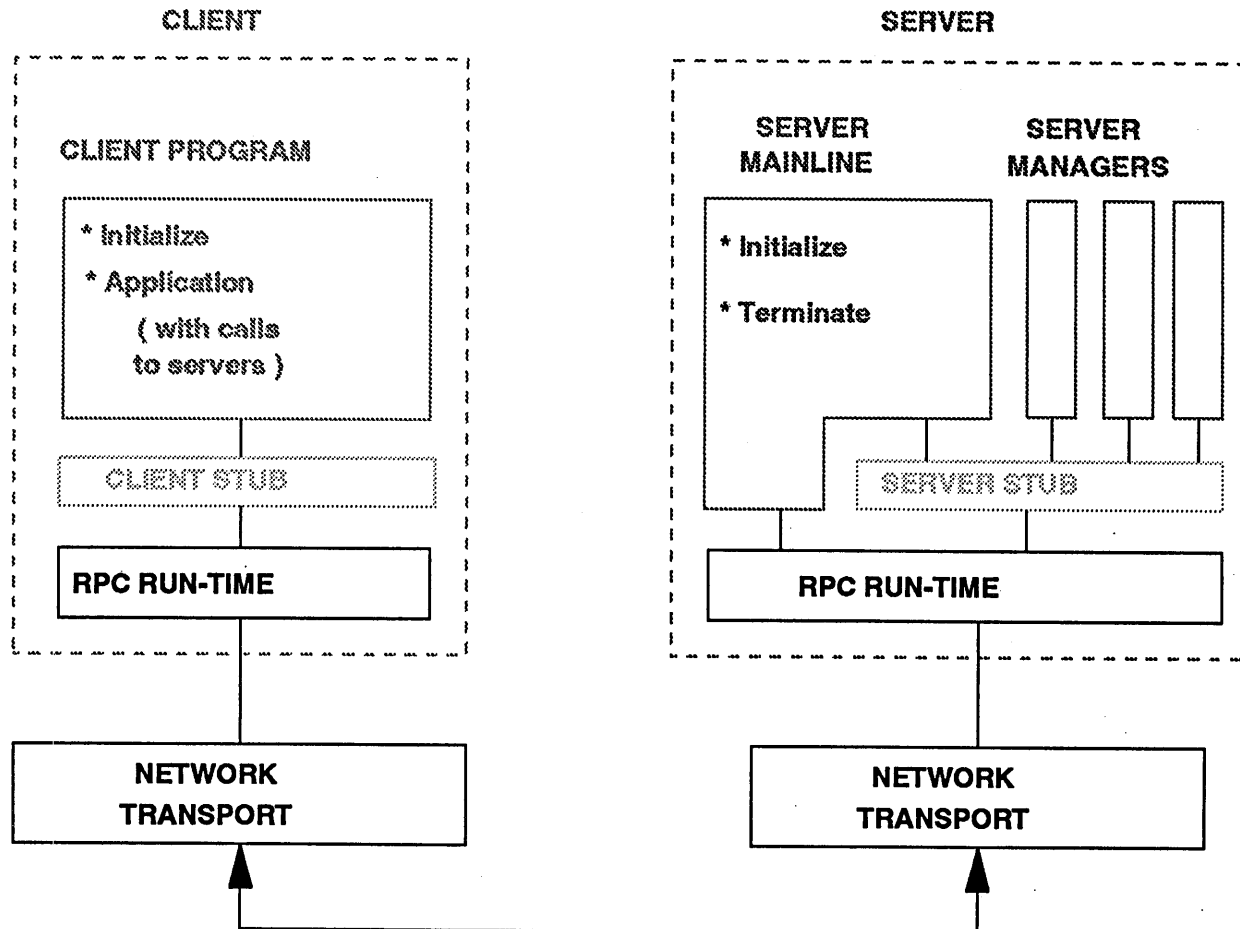 CLIENT
CLIENT PROGRAM
* Initialize
* Application
( with calls
to servers )
CLIENT STUB
RPC RUN-TIME
NETWORK
TRANSPORT
SERVER
SERVER
MAINLINE
* Initialize
* Terminate
SERVER
MANAGERS
SERVER STUB
RPC RUN-TIME
NETWORK
TRANSPORT